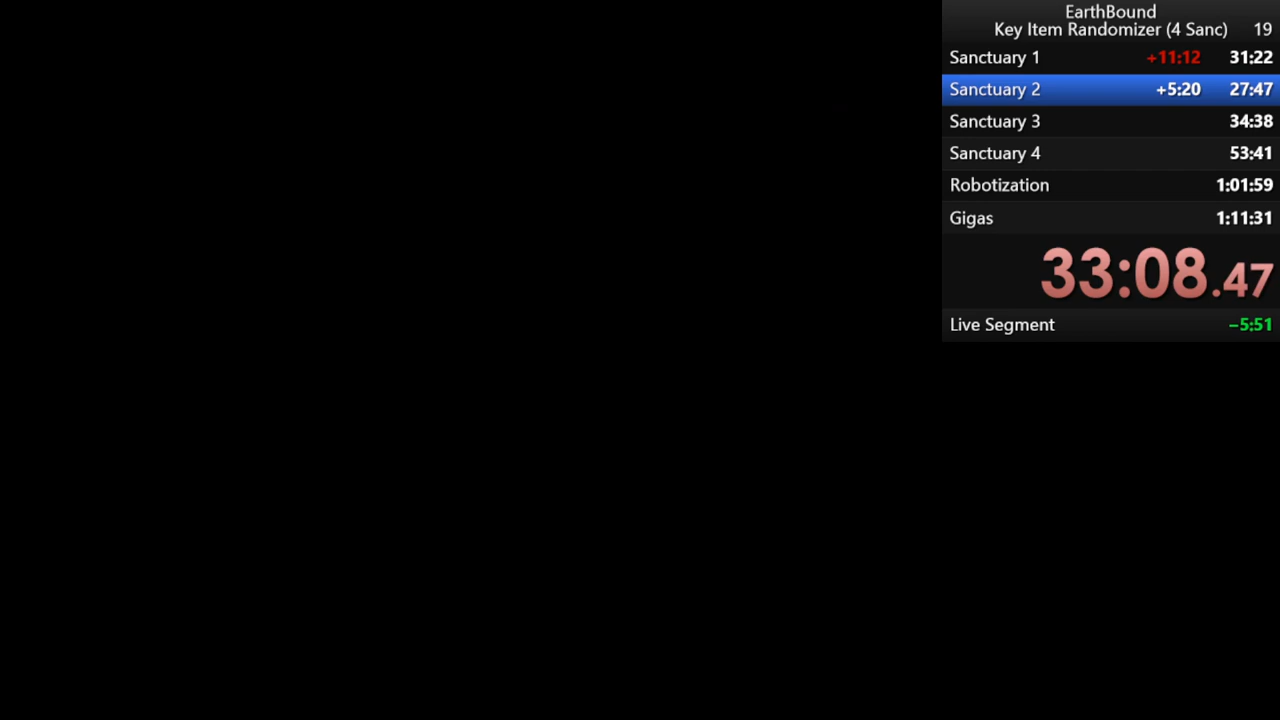 EarthBound
Key Item Randomizer (4 Sanc) 19
Sanctuary 1 +11:12 31:22
Sanctuary 2 +5:20 27:47
Sanctuary 3 34:38
Sanctuary 4 53:41
Robotization 1:01:59
Gigas 1:11:31
33:08.47
Live Segment −5:51